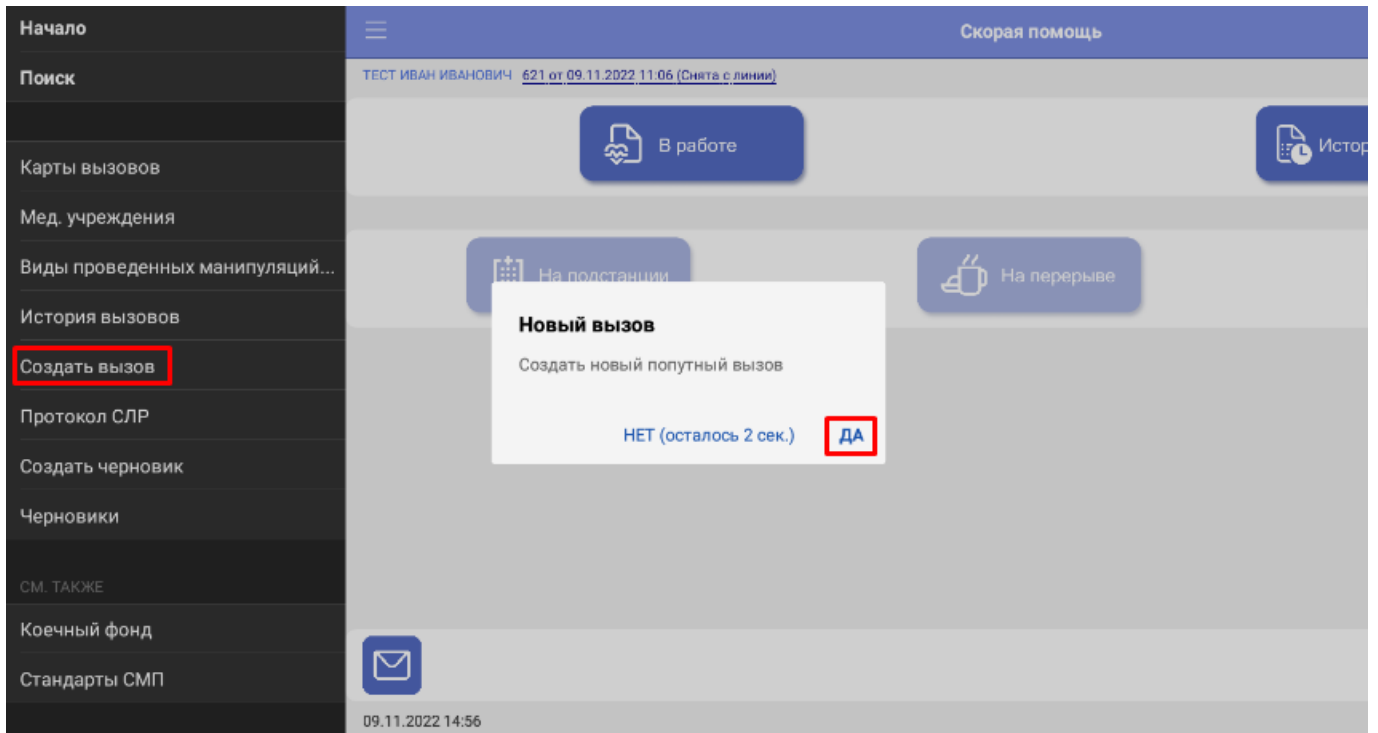 Начало
Поиск
Карты вызовов
Мед. учреждения
Виды проведенных манипуляций...
История вызовов
Создать вызов
Протокол СЛР
Создать черновик
Черновики
СМ. ТАКЖЕ
Коечный фонд
Стандарты СМП
Скорая помощь
ТЕСТ ИВАН ИВАНОВИЧ 621 от 09.11.2022 11:06 (Снята с линии)
В работе
Истор
На подстанции
На перерыве
Новый вызов
Создать новый попутный вызов
НЕТ (осталось 2 сек.) ДА
09.11.2022 14:56